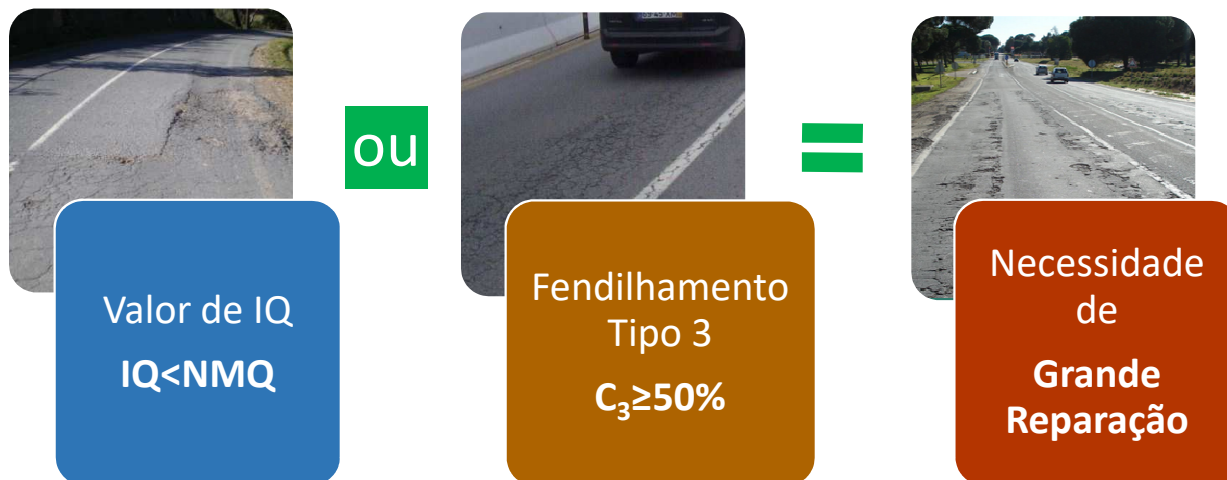 ou
Valor de IQ
IQ<NMQ
Fendilhamento
Tipo 3
C₃≥50%
Necessidade
de
Grande
Reparação